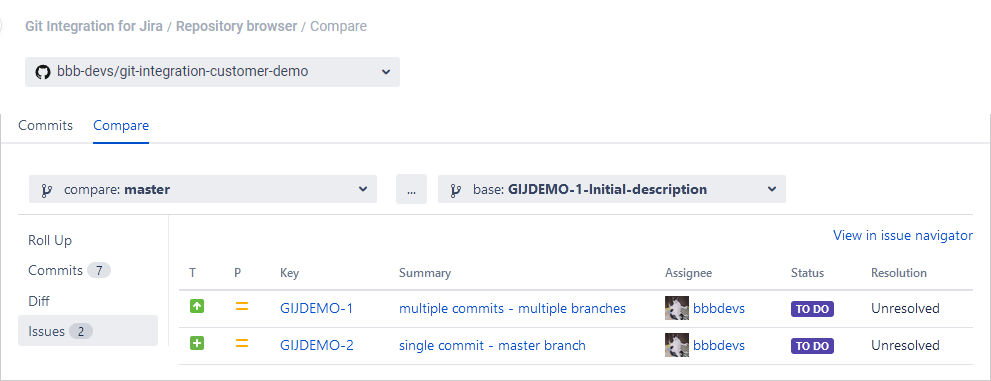 Git Integration for Jira / Repository browser / Compare
bbb-devs/git-integration-customer-demo
Commits Compare
compare: master ... base: GIJDEMO-1-Initial-description
View in issue navigator
Roll Up
Commits 7
Diff
Issues 2
T P Key Summary Assignee Status Resolution
GIJDEMO-1 multiple commits - multiple branches bbbdevs TO DO Unresolved
GIJDEMO-2 single commit - master branch bbbdevs TO DO Unresolved